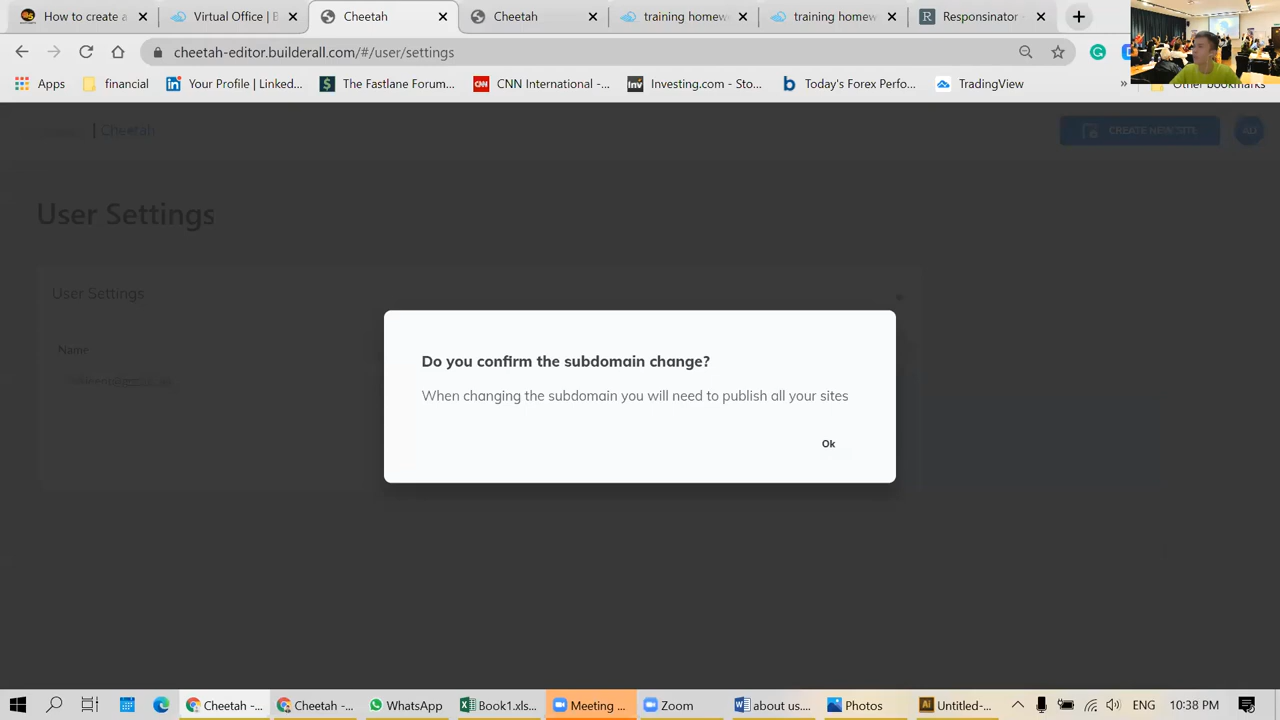 How to create a
Virtual Office | B
Cheetah
Cheetah
training homew
training homew
Responsinator
cheetah-editor.builderall.com/#/user/settings
Apps
financial
Your Profile | Linked...
The Fastlane For...
CNN International -...
Investing.com - Sto...
Today's Forex Perfo...
TradingView
»
Other bookmarks
| Cheetah
CREATE NEW SITE
ALI
User Settings
User Settings
Name
Do you confirm the subdomain change?
When changing the subdomain you will need to publish all your sites
Ok
Cheetah -...
Cheetah -...
WhatsApp
Book1.xls...
Meeting ...
Zoom
about us....
Photos
Untitled-...
ENG
10:38 PM